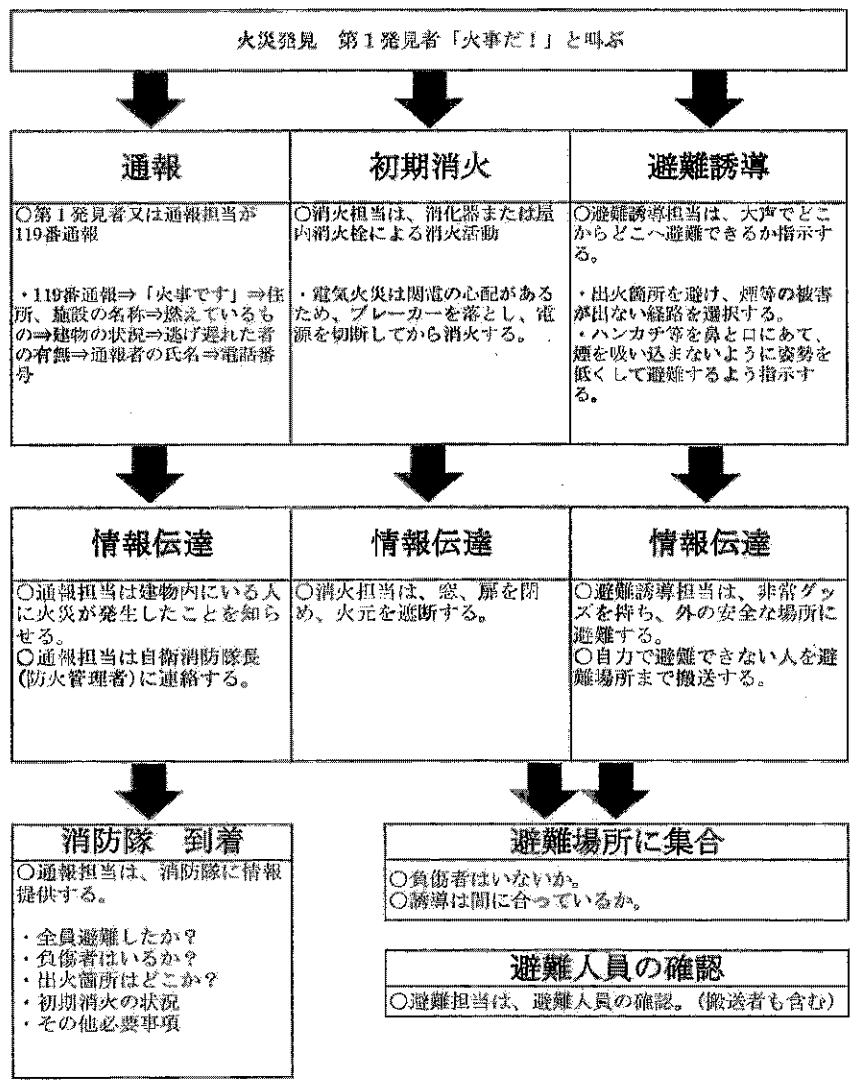 火災発見　第１発見者「火事だ！」と叫ぶ
通報
○第１発見者又は通報担当が
119番通報
・119番通報⇒「火事です」⇒住
所、施設の名称⇒燃えているも
の⇒建物の状況⇒逃げ遅れた者
の有無⇒通報者の氏名⇒電話番
号
初期消火
○消火担当は、消化器または屋
内消火栓による消火活動
・電気火災は関電の心配がある
ため、ブレーカーを落とし、電
源を切断してから消火する。
避難誘導
○避難誘導担当は、大声でどこ
からどこへ避難できるか指示す
る。
・出火箇所を避け、煙等の被害
が出ない経路を選択する。
・ハンカチ等を鼻と口にあて、
煙を吸い込まないように姿勢を
低くして避難するよう指示す
る。
情報伝達
○通報担当は建物内にいる人
に火災が発生したことを知ら
せる。
○通報担当は自衛消防隊長
(防火管理者)に連絡する。
情報伝達
○消火担当は、窓、扉を閉
め、火元を遮断する。
情報伝達
○避難誘導担当は、非常グッ
ズを持ち、外の安全な場所に
避難する。
○自力で避難できない人を避
難場所まで搬送する。
消防隊　到着
○通報担当は、消防隊に情報
提供する。
・全員避難したか？
・負傷者はいるか？
・出火箇所はどこか？
・初期消火の状況
・その他必要事項
避難場所に集合
○負傷者はいないか。
○誘導は間に合っているか。
避難人員の確認
○避難担当は、避難人員の確認。(搬送者も含む)